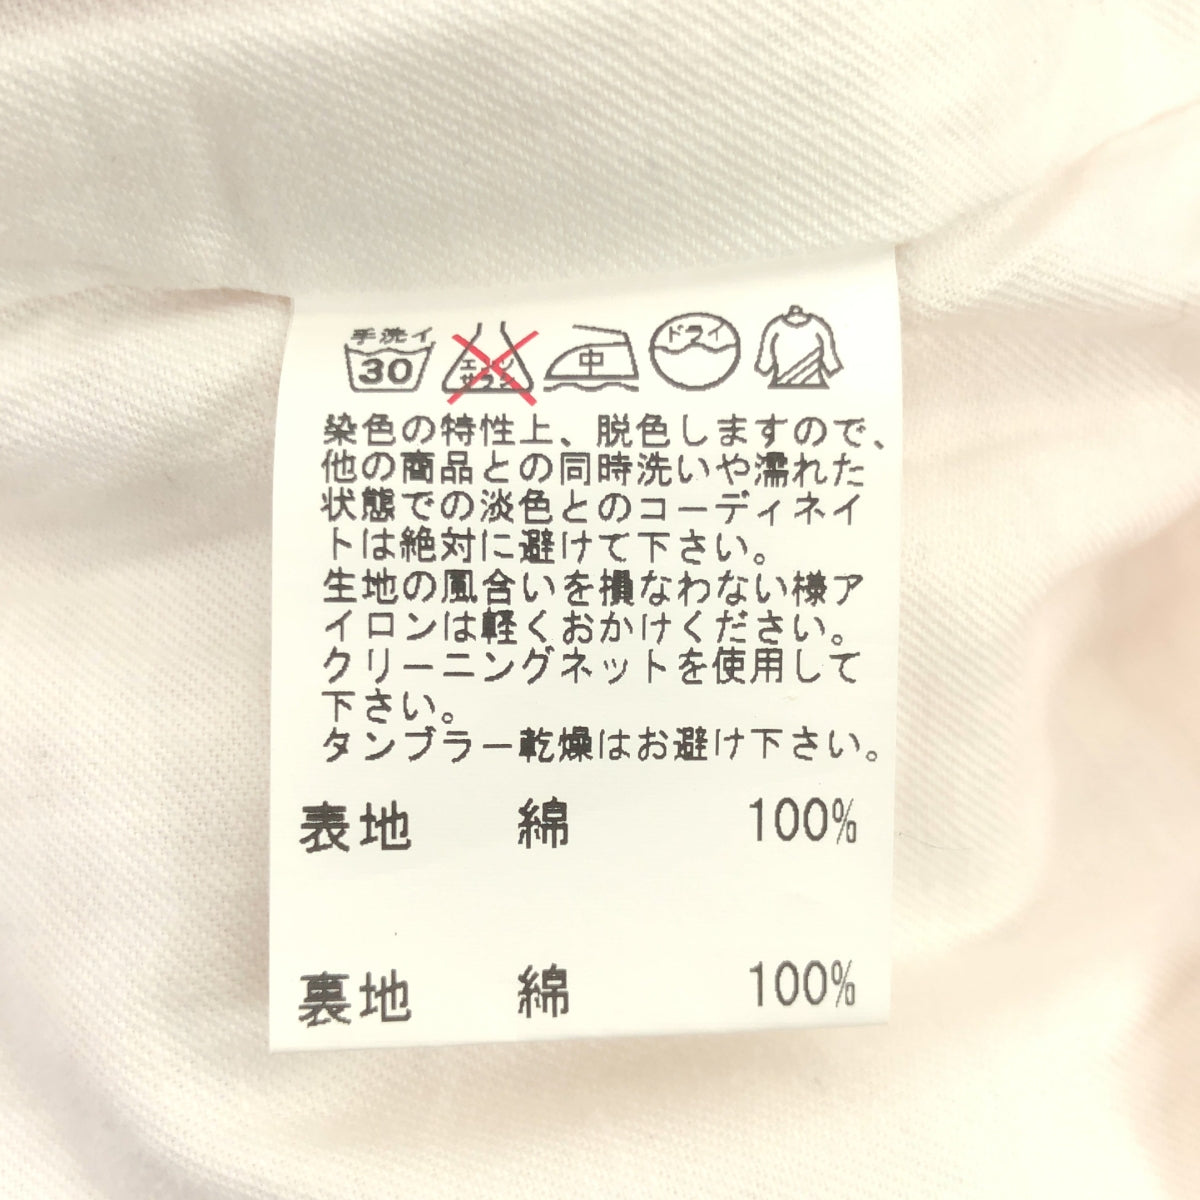 手洗イ
30
エンソ
サラシ
中
ドライ
染色の特性上、脱色しますので、
他の商品との同時洗いや濡れた
状態での淡色とのコーディネイ
トは絶対に避けて下さい。
生地の風合いを損なわない様ア
イロンは軽くおかけください。
クリーニングネットを使用して
下さい。
タンブラー乾燥はお避け下さい。
表地 綿 100%
裏地 綿 100%